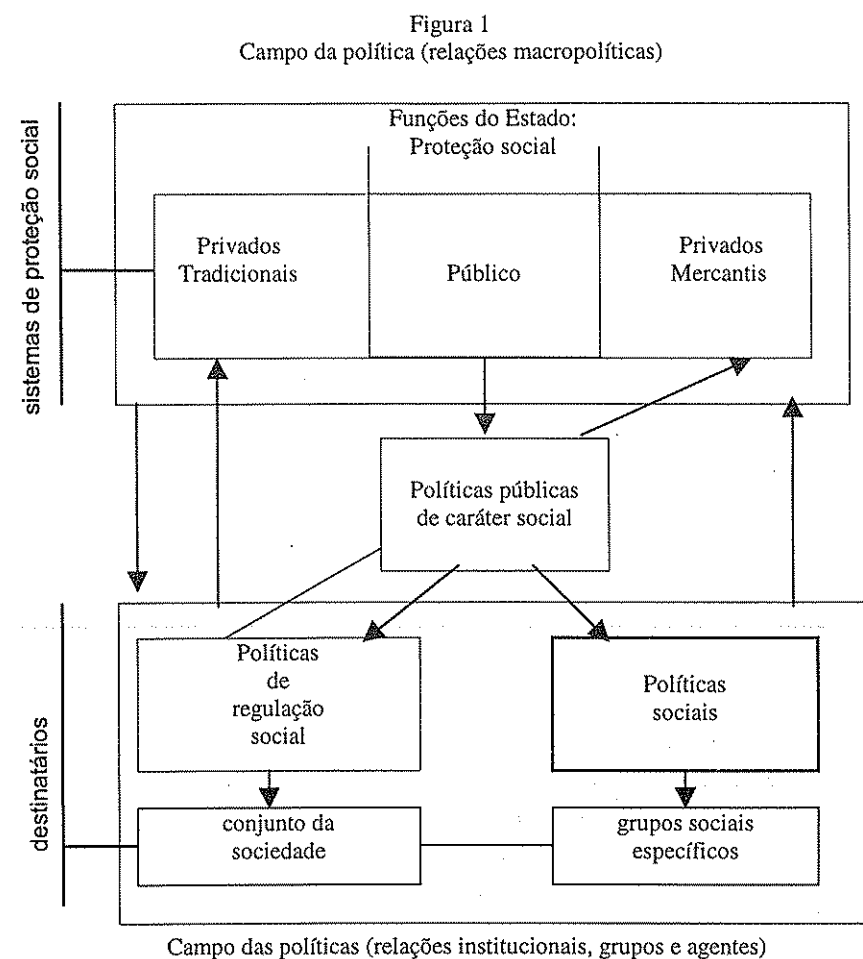 Figura 1
Campo da política (relações macropolíticas)
sistemas de proteção social
Funções do Estado:
Proteção social
Privados
Tradicionais
Público
Privados
Mercantis
Políticas públicas
de caráter social
destinatários
Políticas
de
regulação
social
Políticas
sociais
conjunto da
sociedade
grupos sociais
específicos
Campo das políticas (relações institucionais, grupos e agentes)